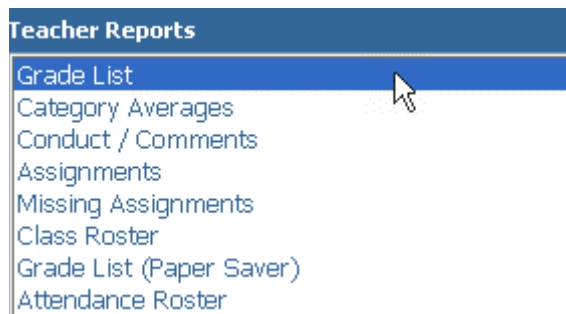 Teacher Reports
Grade List
Category Averages
Conduct / Comments
Assignments
Missing Assignments
Class Roster
Grade List (Paper Saver)
Attendance Roster